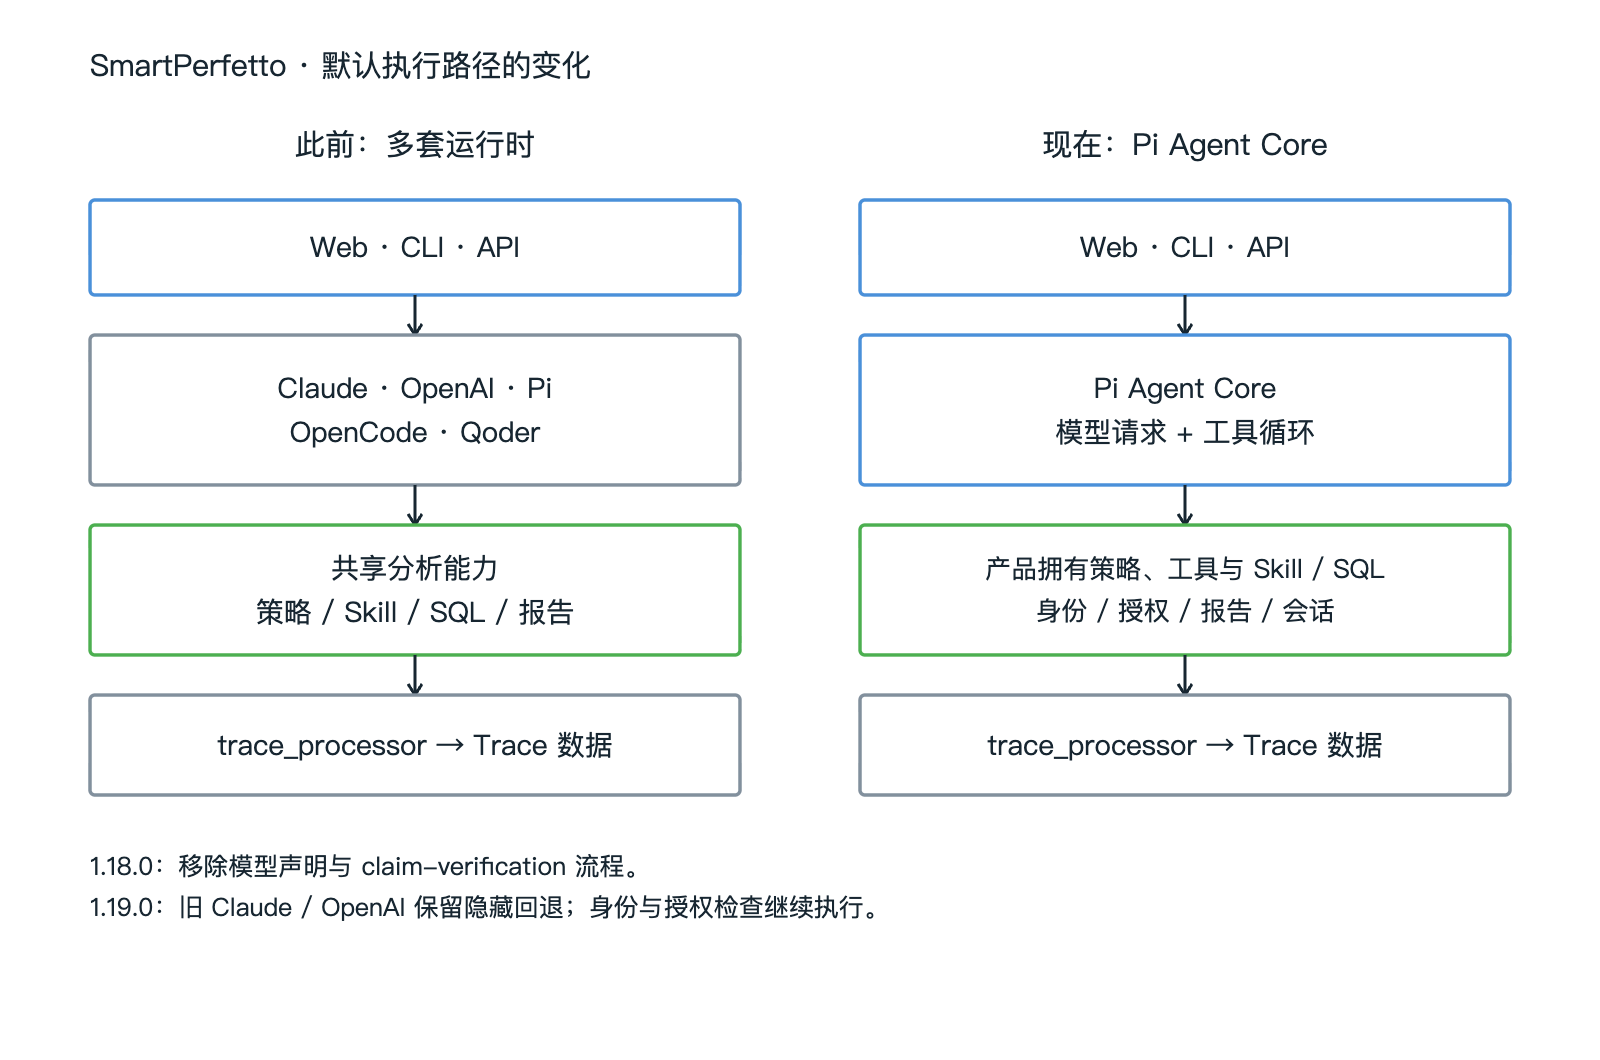 SmartPerfetto · 默认执行路径的变化
此前：多套运行时
Web · CLI · API
Claude · OpenAI · Pi
OpenCode · Qoder
共享分析能力
策略 / Skill / SQL / 报告
trace_processor → Trace 数据
现在：Pi Agent Core
Web · CLI · API
Pi Agent Core
模型请求 + 工具循环
产品拥有策略、工具与 Skill / SQL
身份 / 授权 / 报告 / 会话
trace_processor → Trace 数据
1.18.0：移除模型声明与 claim-verification 流程。
1.19.0：旧 Claude / OpenAI 保留隐藏回退；身份与授权检查继续执行。